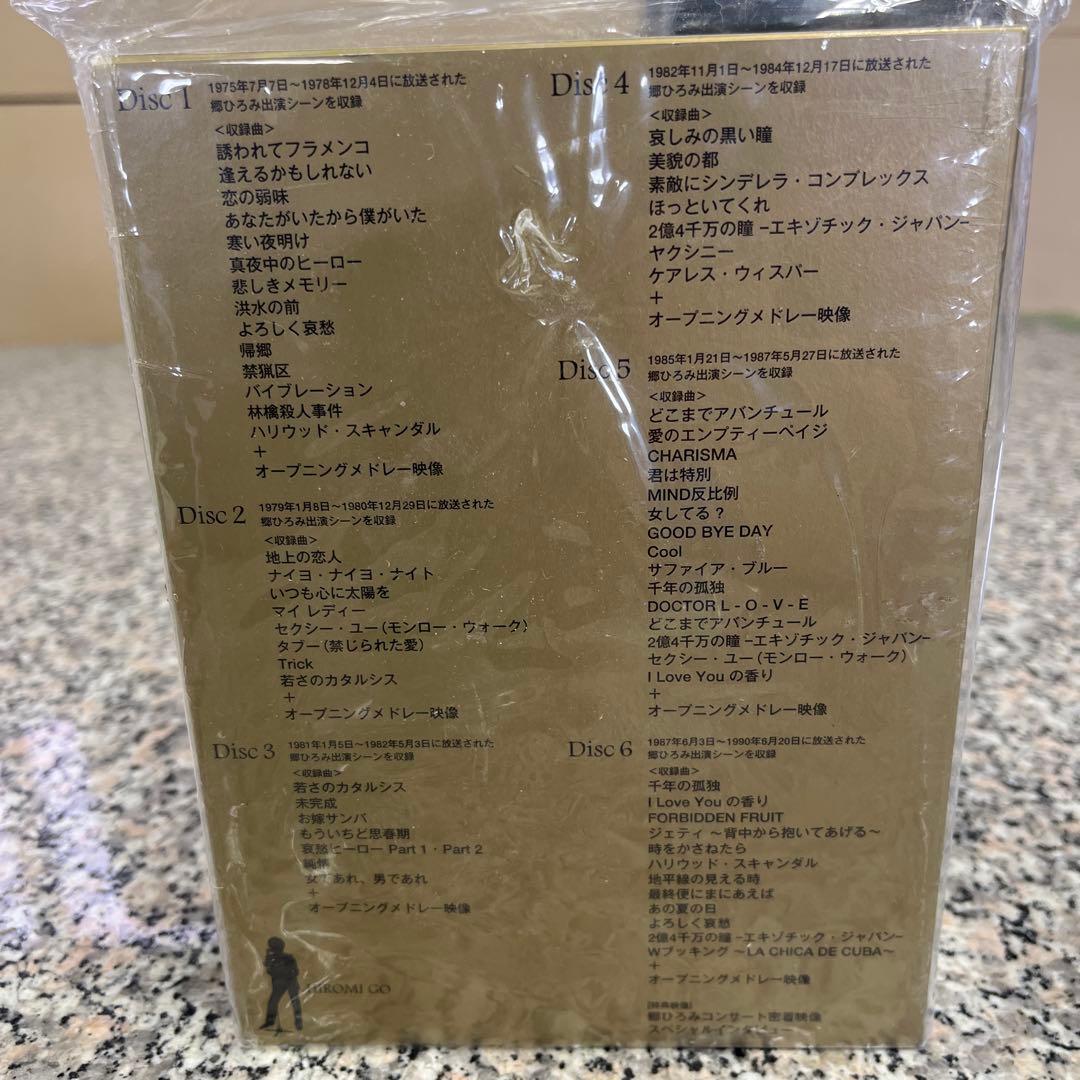 Disc 1
1975年7月7日～1978年12月4日に放送された
郷ひろみ出演シーンを収録
＜収録曲＞
誘われてフラメンコ
逢えるかもしれない
恋の弱味
あなたがいたから僕がいた
寒い夜明け
真夜中のヒーロー
悲しきメモリー
洪水の前
よろしく哀愁
帰郷
禁猟区
バイブレーション
林檎殺人事件
ハリウッド・スキャンダル
＋
オープニングメドレー映像
Disc 2
1979年1月8日～1980年12月29日に放送された
郷ひろみ出演シーンを収録
＜収録曲＞
地上の恋人
ナイヨ・ナイヨ・ナイト
いつも心に太陽を
マイ レディー
セクシー・ユー（モンロー・ウォーク）
タブー（禁じられた愛）
Trick
若さのカタルシス
＋
オープニングメドレー映像
Disc 3
1981年1月5日～1982年5月3日に放送された
郷ひろみ出演シーンを収録
＜収録曲＞
若さのカタルシス
未完成
お嫁サンバ
もういちど思春期
哀愁ヒーロー Part 1・Part 2
純情
女であれ、男であれ
＋
オープニングメドレー映像
HIROMI GO
Disc 4
1982年11月1日～1984年12月17日に放送された
郷ひろみ出演シーンを収録
＜収録曲＞
哀しみの黒い瞳
美貌の都
素敵にシンデレラ・コンプレックス
ほっといてくれ
2億4千万の瞳 −エキゾチック・ジャパン−
ヤクシニー
ケアレス・ウィスパー
＋
オープニングメドレー映像
Disc 5
1985年1月21日～1987年5月27日に放送された
郷ひろみ出演シーンを収録
＜収録曲＞
どこまでアバンチュール
愛のエンプティーペイジ
CHARISMA
君は特別
MIND反比例
女してる？
GOOD BYE DAY
Cool
サファイア・ブルー
千年の孤独
DOCTOR L - O - V - E
どこまでアバンチュール
2億4千万の瞳 −エキゾチック・ジャパン−
セクシー・ユー（モンロー・ウォーク）
I Love You の香り
＋
オープニングメドレー映像
Disc 6
1987年6月3日～1990年6月20日に放送された
郷ひろみ出演シーンを収録
＜収録曲＞
千年の孤独
I Love You の香り
FORBIDDEN FRUIT
ジェティ ～背中から抱いてあげる～
時をかさねたら
ハリウッド・スキャンダル
地平線の見える時
最終便にまにあえば
あの夏の日
よろしく哀愁
2億4千万の瞳 −エキゾチック・ジャパン−
Wブッキング ～LA CHICA DE CUBA～
＋
オープニングメドレー映像
[特典映像]
郷ひろみコンサート密着映像
スペシャルインタビュー